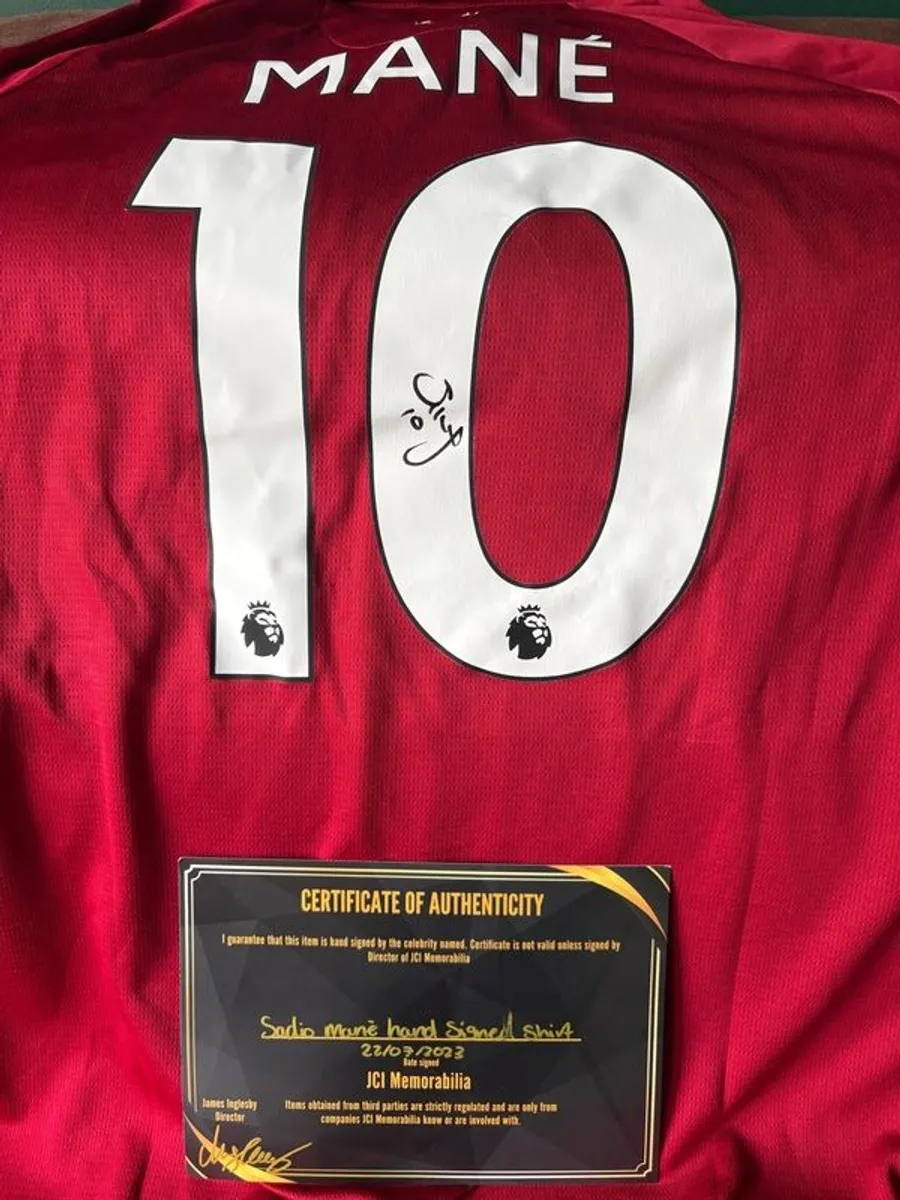 MANÉ
10
10
CERTIFICATE OF AUTHENTICITY
I guarantee that this item is hand signed by the celebrity named. Certificate is not valid unless signed by
Director of JCI Memorabilia
Sadio manē hand signed shirt
22/07/2023
Date signed
JCI Memorabilia
James Inglesby
Director
Items obtained from third parties are strictly regulated and are only from
companies JCI Memorabilia know or are involved with.